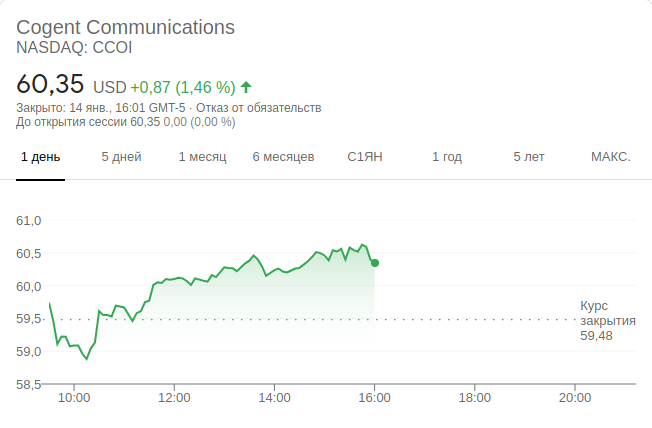 Cogent Communications
NASDAQ: CCOI
60,35 USD +0,87 (1,46 %)
Закрыто: 14 янв., 16:01 GMT-5 · Отказ от обязательств
До открытия сессии 60,35 0,00 (0,00 %)
1 день 5 дней 1 месяц 6 месяцев С1ЯН 1 год 5 лет МАКС.
61,0
60,5
60,0
59,5
59,0
58,5
Курс
закрытия
59,48
10:00 12:00 14:00 16:00 18:00 20:00